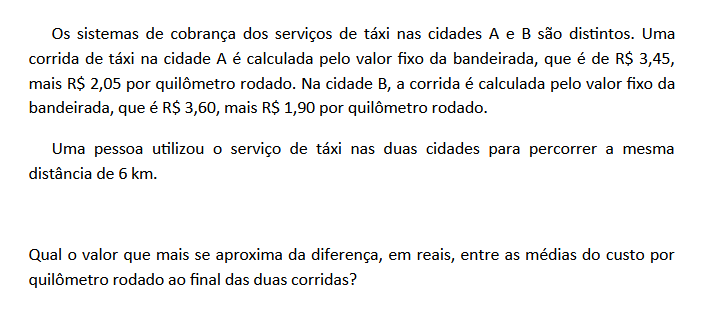 Os sistemas de cobrança dos serviços de táxi nas cidades A e B são distintos. Uma
corrida de táxi na cidade A é calculada pelo valor fixo da bandeirada, que é de R$ 3,45,
mais R$ 2,05 por quilômetro rodado. Na cidade B, a corrida é calculada pelo valor fixo da
bandeirada, que é R$ 3,60, mais R$ 1,90 por quilômetro rodado.
Uma pessoa utilizou o serviço de táxi nas duas cidades para percorrer a mesma
distância de 6 km.
Qual o valor que mais se aproxima da diferença, em reais, entre as médias do custo por
quilômetro rodado ao final das duas corridas?